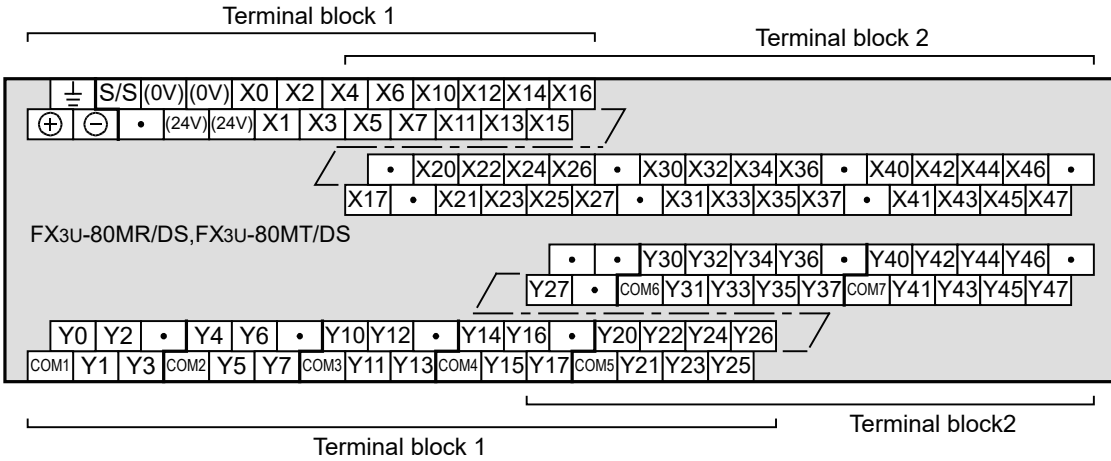 Terminal block 1
Terminal block 2
S/S (0V) (0V) X0 X2 X4 X6 X10 X12 X14 X16
⊕ ⊖ • (24V) (24V) X1 X3 X5 X7 X11 X13 X15
• X20 X22 X24 X26 • X30 X32 X34 X36 • X40 X42 X44 X46 •
X17 • X21 X23 X25 X27 • X31 X33 X35 X37 • X41 X43 X45 X47
FX3U-80MR/DS,FX3U-80MT/DS
• • Y30 Y32 Y34 Y36 • Y40 Y42 Y44 Y46 •
Y27 • COM6 Y31 Y33 Y35 Y37 COM7 Y41 Y43 Y45 Y47
Y0 Y2 • Y4 Y6 • Y10 Y12 • Y14 Y16 • Y20 Y22 Y24 Y26
COM1 Y1 Y3 COM2 Y5 Y7 COM3 Y11 Y13 COM4 Y15 Y17 COM5 Y21 Y23 Y25
Terminal block2
Terminal block 1